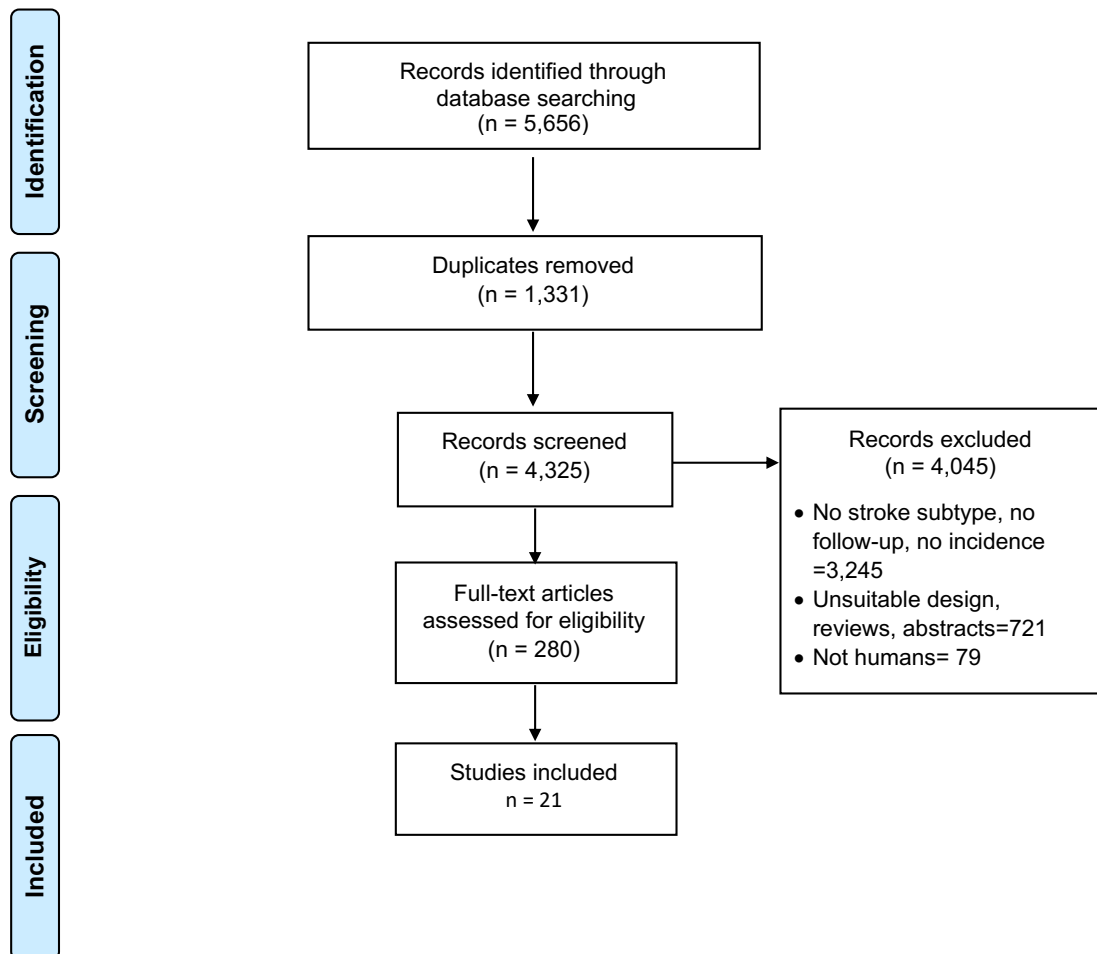 Identification
Records identified through
database searching
(n = 5,656)
Screening
Duplicates removed
(n = 1,331)
Records screened
(n = 4,325)
Records excluded
(n = 4,045)
• No stroke subtype, no
follow-up, no incidence
=3,245
• Unsuitable design,
reviews, abstracts=721
• Not humans= 79
Eligibility
Full-text articles
assessed for eligibility
(n = 280)
Included
Studies included
n = 21